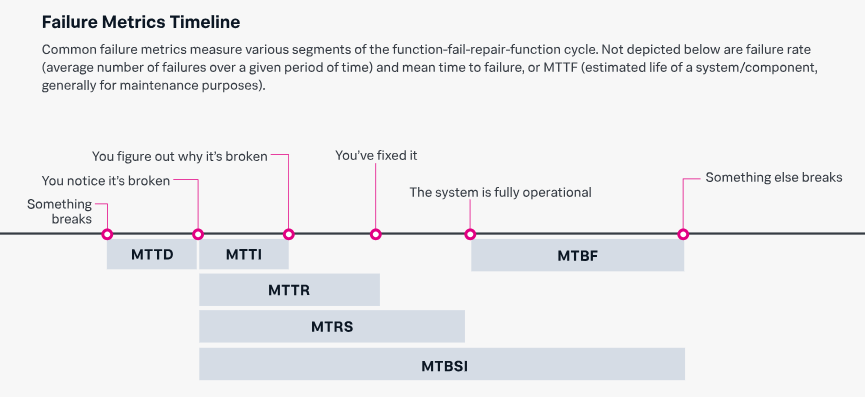 Failure Metrics Timeline
Common failure metrics measure various segments of the function-fail-repair-function cycle. Not depicted below are failure rate
(average number of failures over a given period of time) and mean time to failure, or MTTF (estimated life of a system/component,
generally for maintenance purposes).
You figure out why it's broken
You've fixed it
You notice it's broken
Something else breaks
The system is fully operational
Something
breaks
MTTD
MTTI
MTBF
MTTR
MTRS
MTBSI